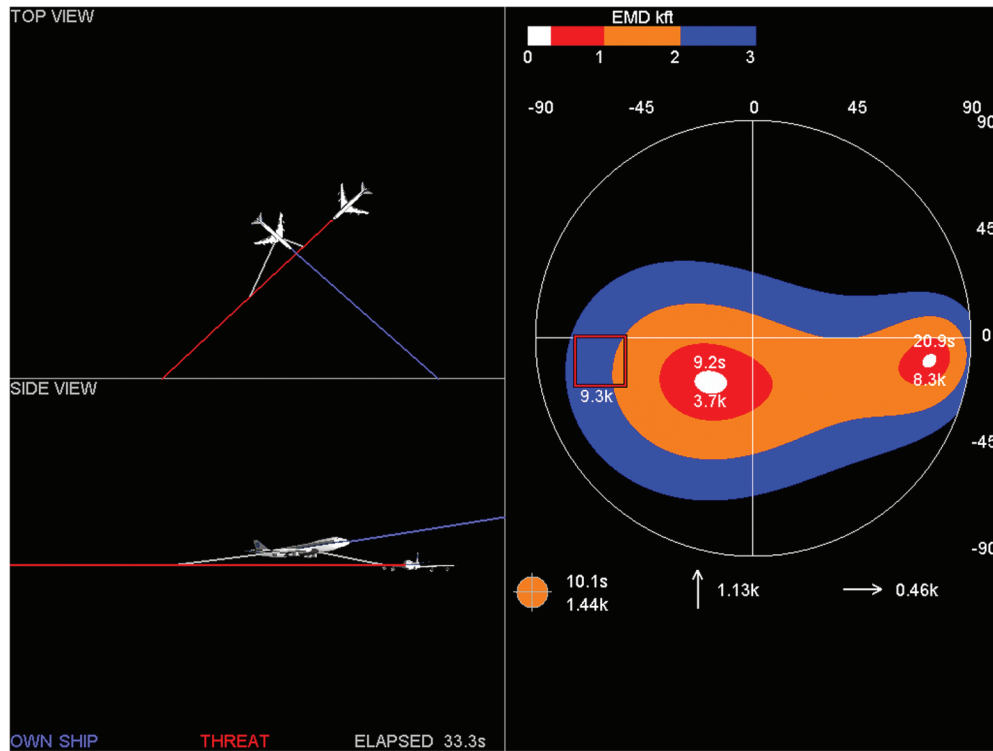 TOP VIEW
SIDE VIEW
OWN SHIP THREAT ELAPSED 33.3s
EMD kft
0 1 2 3
-90 -45 0 45 90
90
45
0
-45
-90
9.2s
3.7k
20.9s
8.3k
9.3k
10.1s
1.44k
1.13k
0.46k